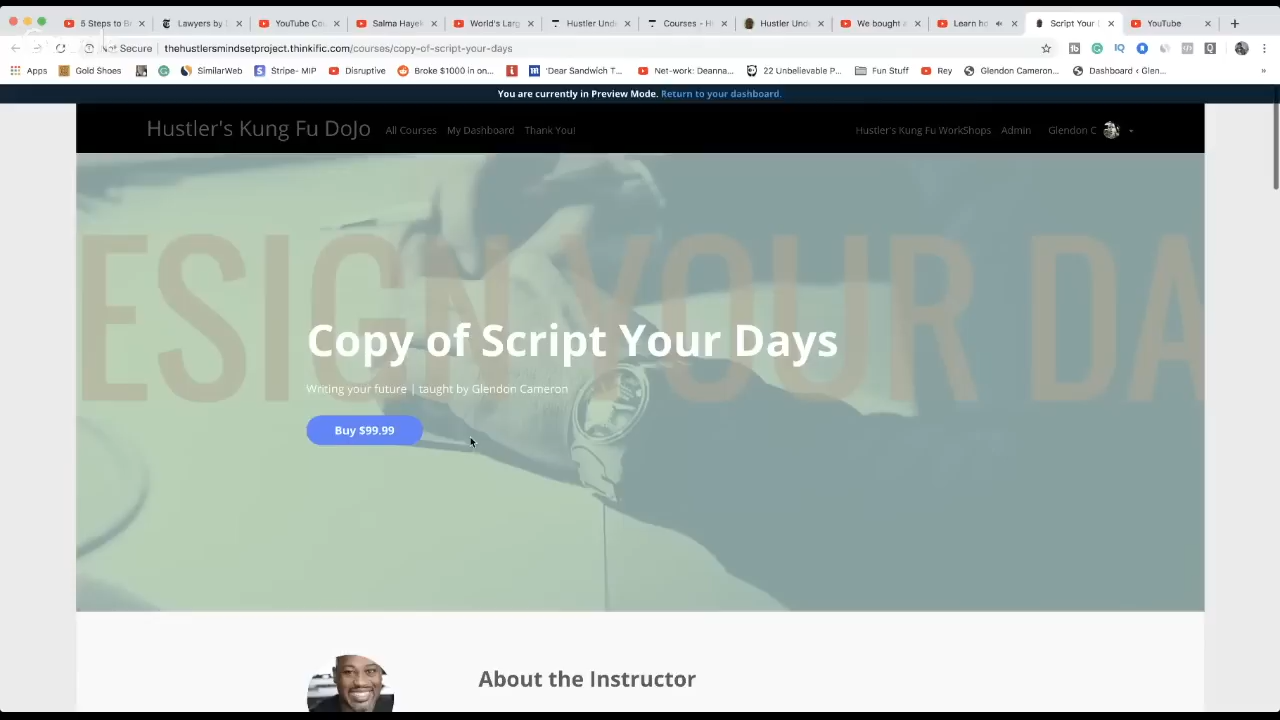 5 Steps to Br
Lawyers by
YouTube Cou
Salma Hayek
World's Larg
Hustler Und
Courses - H
Hustler Und
We bought a
Learn ho
Script Your
YouTube
Not Secure
thehustlersmindsetproject.thinkific.com/courses/copy-of-script-your-days
Apps
Gold Shoes
SimilarWeb
Stripe- MIP
Disruptive
Broke $1000 in on...
'Dear Sandwich T...
Net-work: Deanna...
22 Unbelievable P...
Fun Stuff
Rey
Glendon Cameron...
Dashboard ‹ Glen...
You are currently in Preview Mode. Return to your dashboard.
Hustler's Kung Fu DoJo
All Courses
My Dashboard
Thank You!
Hustler's Kung Fu WorkShops
Admin
Glendon C
ESIGN YOUR DA
Copy of Script Your Days
Writing your future | taught by Glendon Cameron
Buy $99.99
About the Instructor